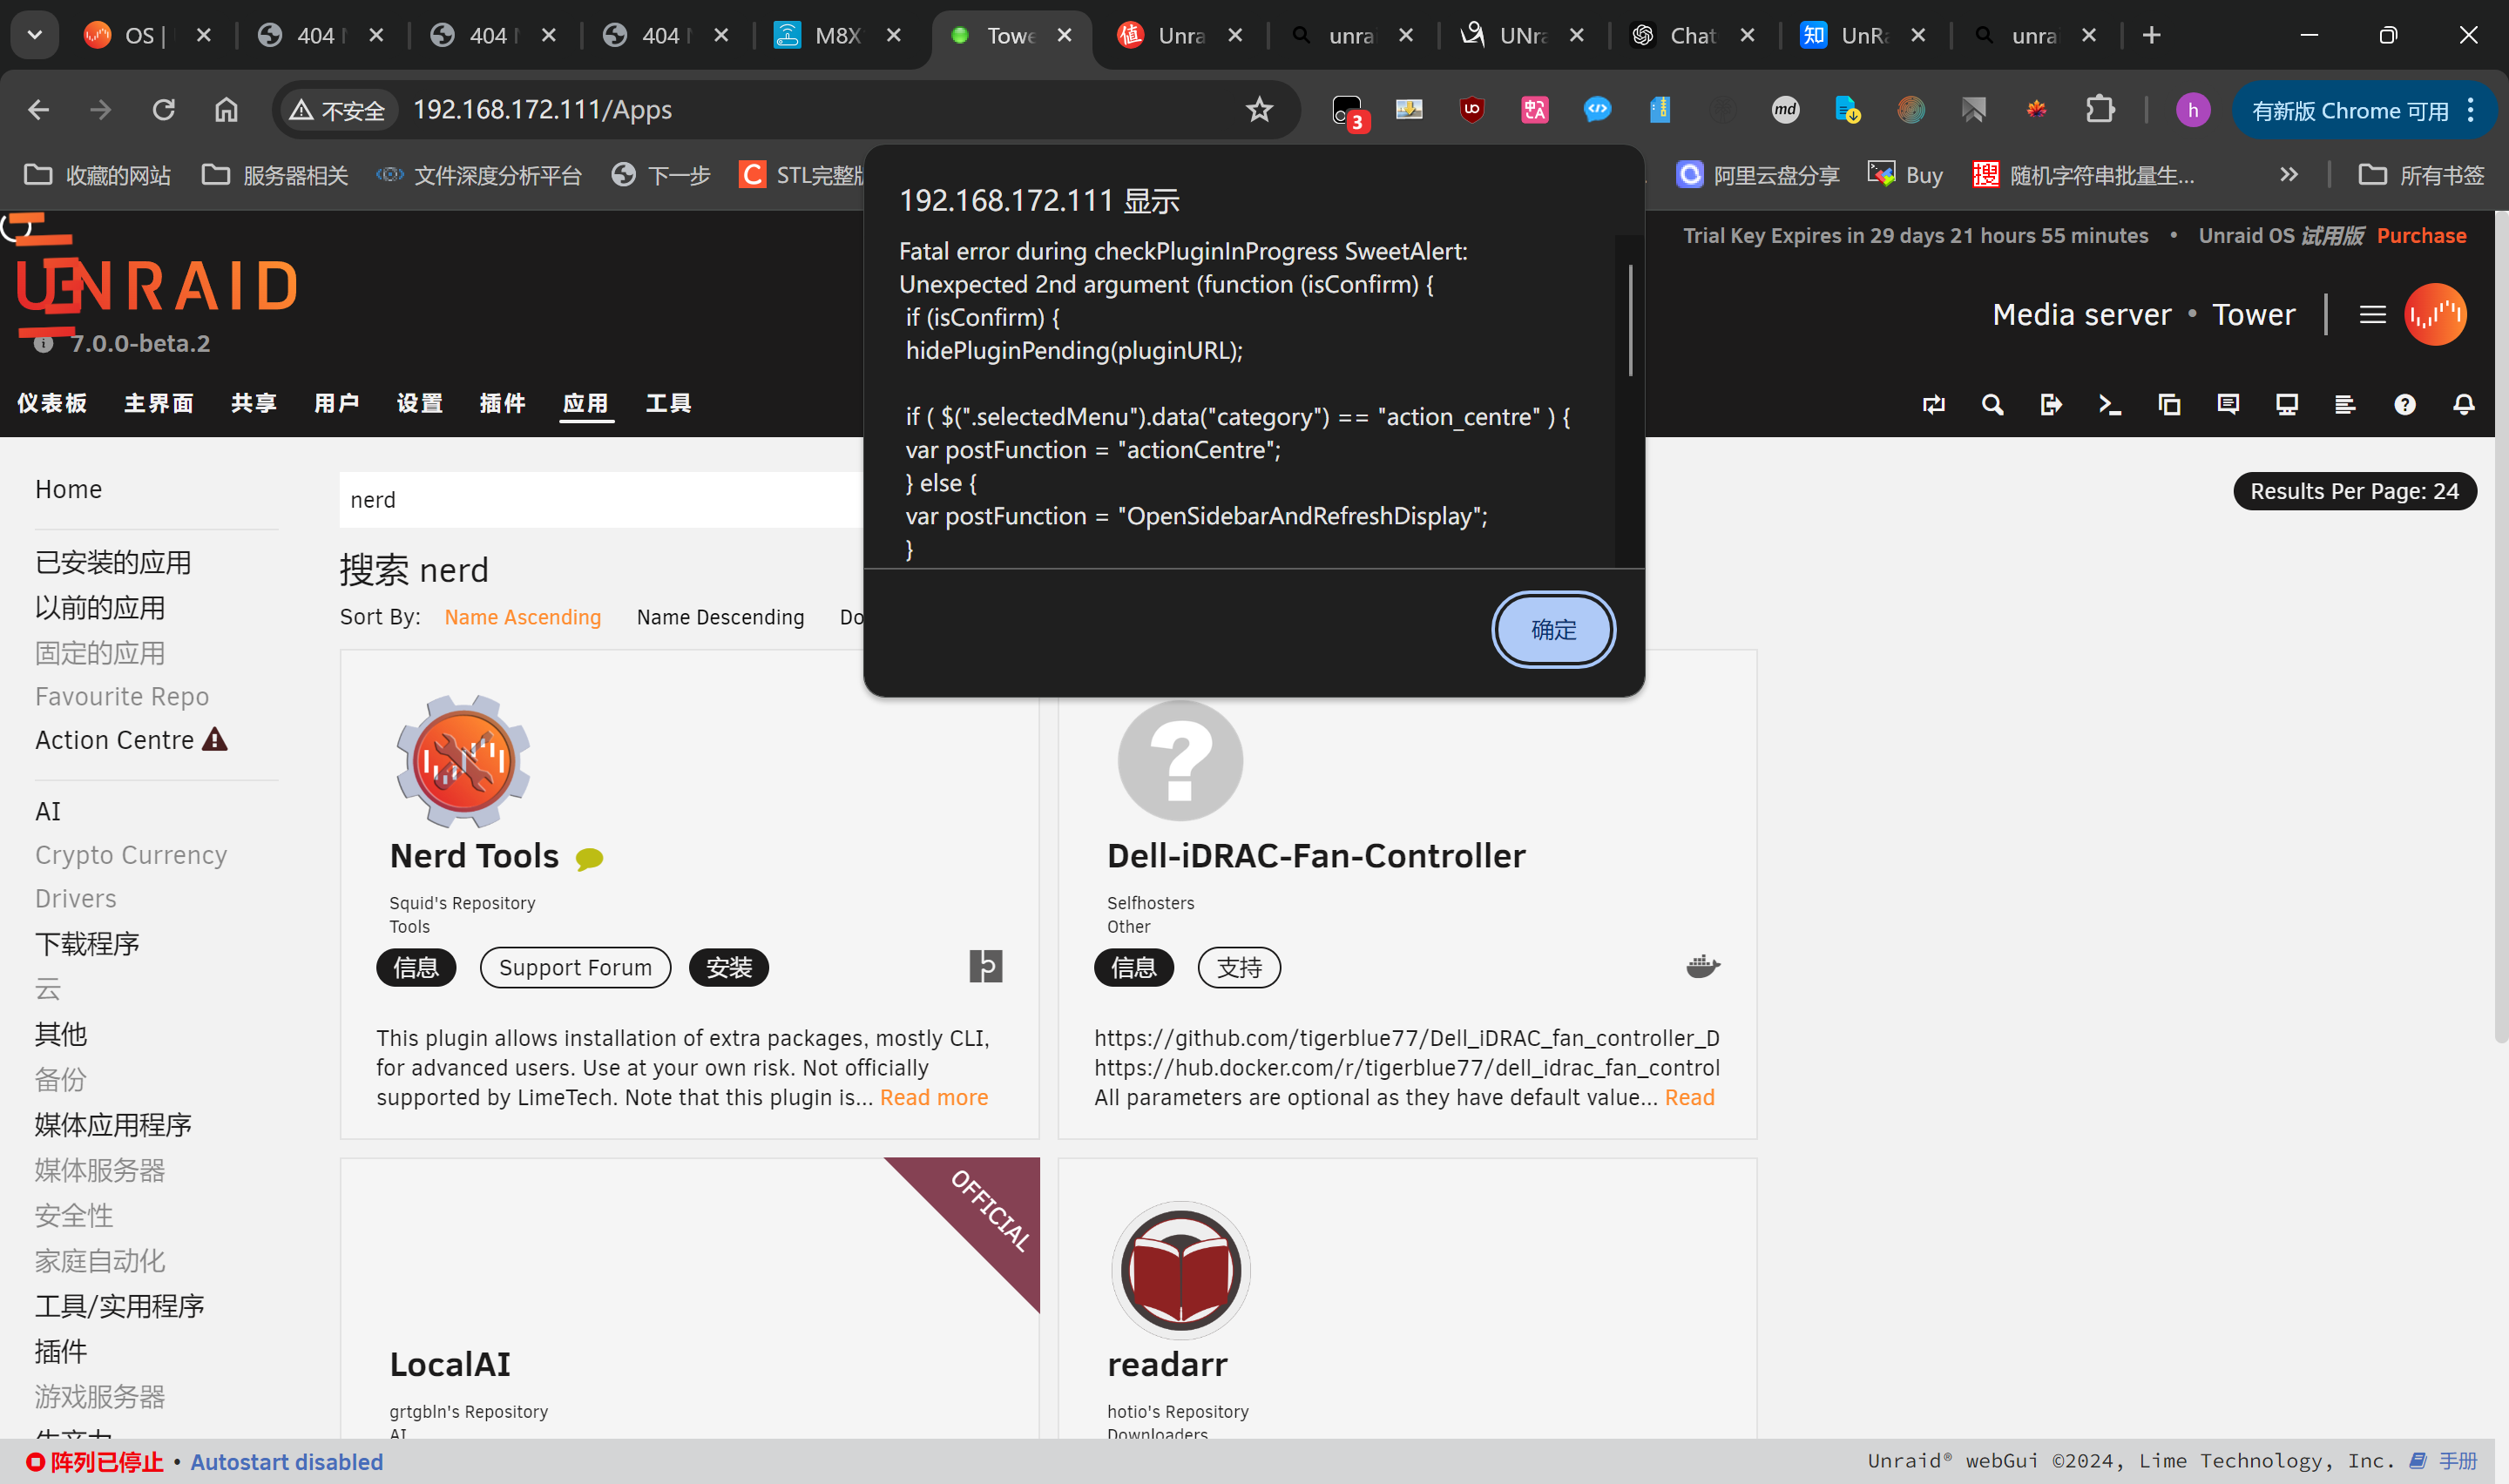 OS |
404
404
404
M8X
Towe
Unra
unrai
UNra
Chat
UnRa
unrai
不安全
192.168.172.111/Apps
3
md
h
有新版 Chrome 可用
收藏的网站
服务器相关
文件深度分析平台
下一步
STL完整版
阿里云盘分享
Buy
随机字符串批量生...
所有书签
192.168.172.111 显示
Fatal error during checkPluginInProgress SweetAlert:
Unexpected 2nd argument (function (isConfirm) {
if (isConfirm) {
hidePluginPending(pluginURL);
if ( $(".selectedMenu").data("category") == "action_centre" ) {
var postFunction = "actionCentre";
} else {
var postFunction = "OpenSidebarAndRefreshDisplay";
}
确定
UNRAID
7.0.0-beta.2
Trial Key Expires in 29 days 21 hours 55 minutes • Unraid OS 试用版 Purchase
Media server • Tower
仪表板 主界面 共享 用户 设置 插件 应用 工具
Home
已安装的应用
以前的应用
固定的应用
Favourite Repo
Action Centre
AI
Crypto Currency
Drivers
下载程序
云
其他
备份
媒体应用程序
媒体服务器
安全性
家庭自动化
工具/实用程序
插件
游戏服务器
生产力
nerd
Results Per Page: 24
搜索 nerd
Sort By: Name Ascending Name Descending Do
Nerd Tools
Squid's Repository
Tools
信息 Support Forum 安装
This plugin allows installation of extra packages, mostly CLI,
for advanced users. Use at your own risk. Not officially
supported by LimeTech. Note that this plugin is... Read more
Dell-iDRAC-Fan-Controller
Selfhosters
Other
信息 支持
https://github.com/tigerblue77/Dell_iDRAC_fan_controller_D
https://hub.docker.com/r/tigerblue77/dell_idrac_fan_control
All parameters are optional as they have default value... Read
OFFICIAL
LocalAI
grtgbln's Repository
AI
readarr
hotio's Repository
Downloaders
阵列已停止 • Autostart disabled
Unraid® webGui ©2024, Lime Technology, Inc. 手册